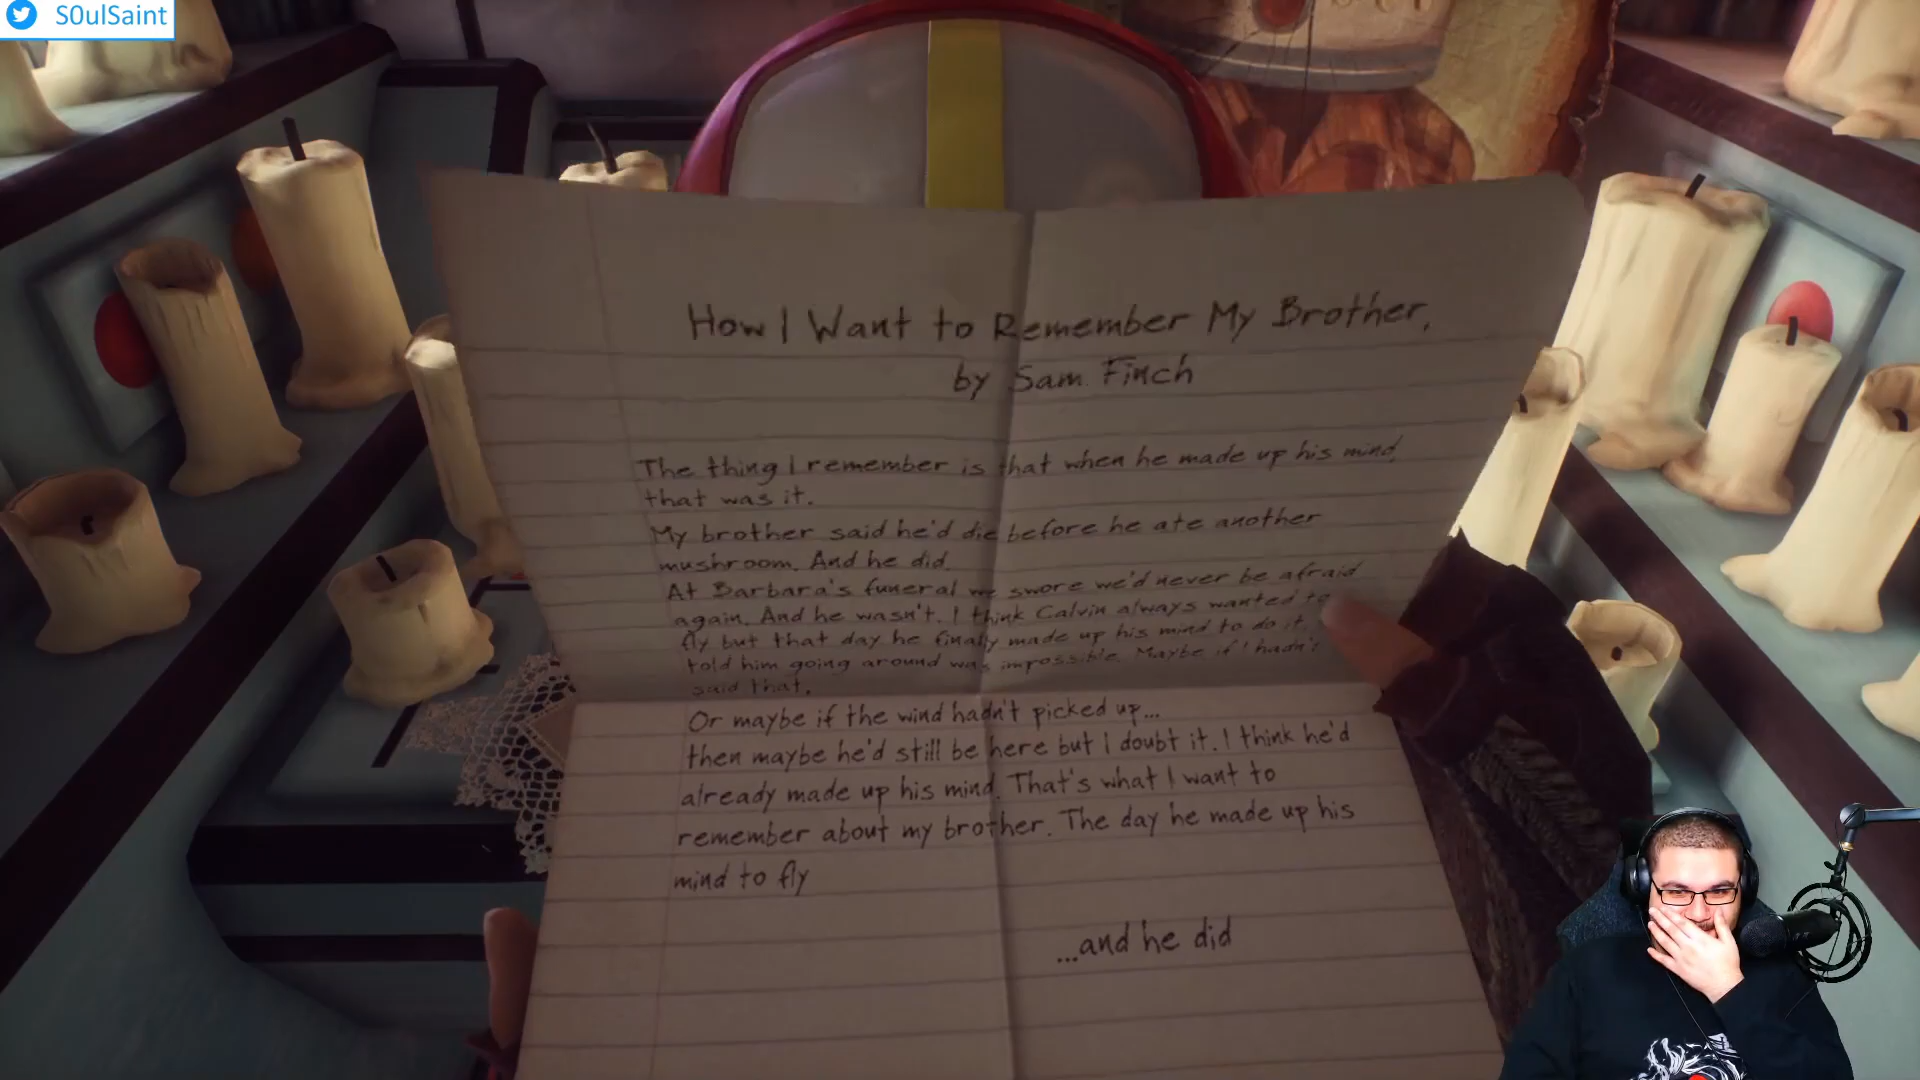 S0ulSaint
How I Want to Remember My Brother,
by Sam Finch
The thing I remember is that when he made up his mind,
that was it.
My brother said he'd die before he ate another
mushroom. And he did.
At Barbara's funeral we swore we'd never be afraid
again. And he wasn't. I think Calvin always wanted to
fly but that day he finally made up his mind to do it.
told him going around was impossible. Maybe if I hadn't
said that.
Or maybe if the wind hadn't picked up...
then maybe he'd still be here but I doubt it. I think he'd
already made up his mind. That's what I want to
remember about my brother. The day he made up his
mind to fly
...and he did